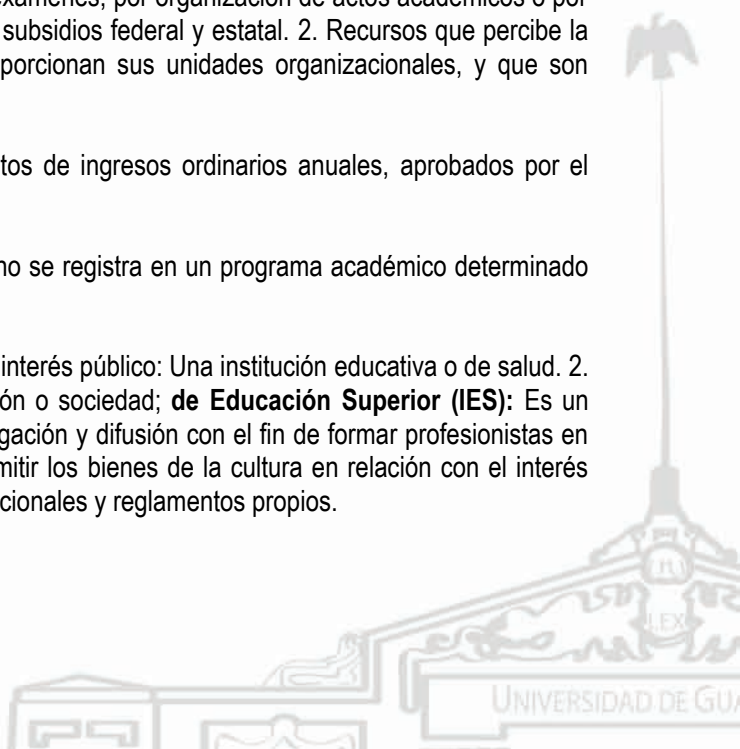 exámenes, por organización de actos académicos o por
subsidios federal y estatal. 2. Recursos que percibe la
porcionan sus unidades organizacionales, y que son
tos de ingresos ordinarios anuales, aprobados por el
no se registra en un programa académico determinado
interés público: Una institución educativa o de salud. 2.
ón o sociedad; de Educación Superior (IES): Es un
gación y difusión con el fin de formar profesionistas en
mitir los bienes de la cultura en relación con el interés
cionales y reglamentos propios.
LEX
UNIVERSIDAD DE GUA